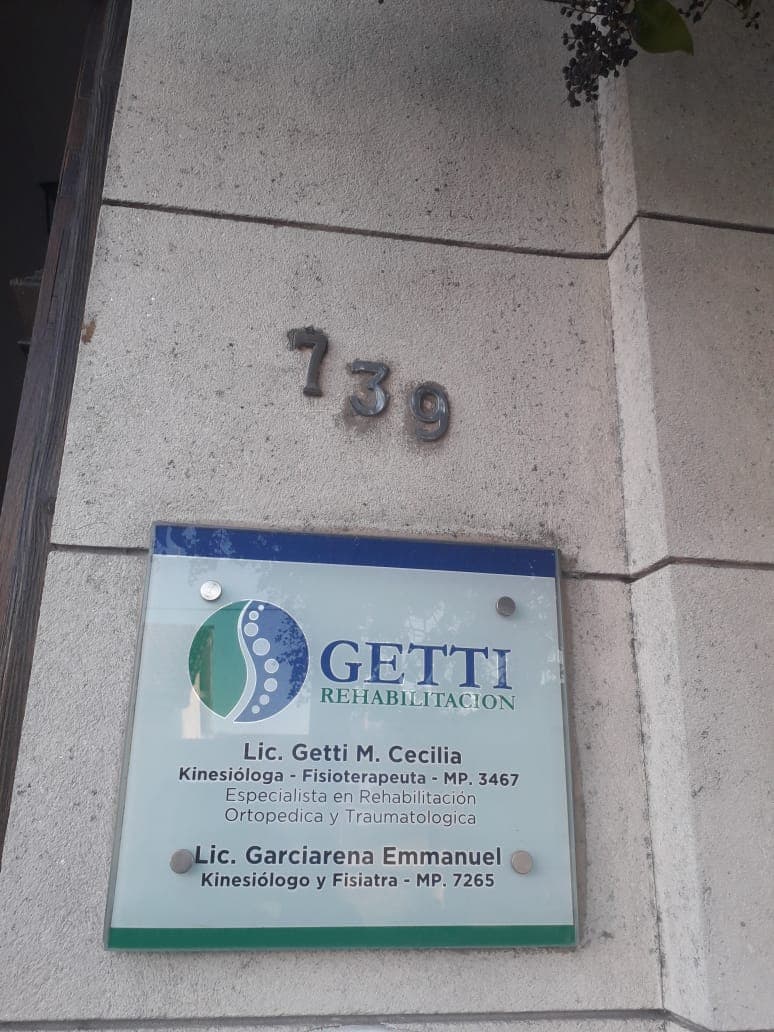 739
GETTI
REHABILITACION
Lic. Getti M. Cecilia
Kinesióloga - Fisioterapeuta - MP. 3467
Especialista en Rehabilitación
Ortopedica y Traumatologica
Lic. Garciarena Emmanuel
Kinesiólogo y Fisiatra - MP. 7265